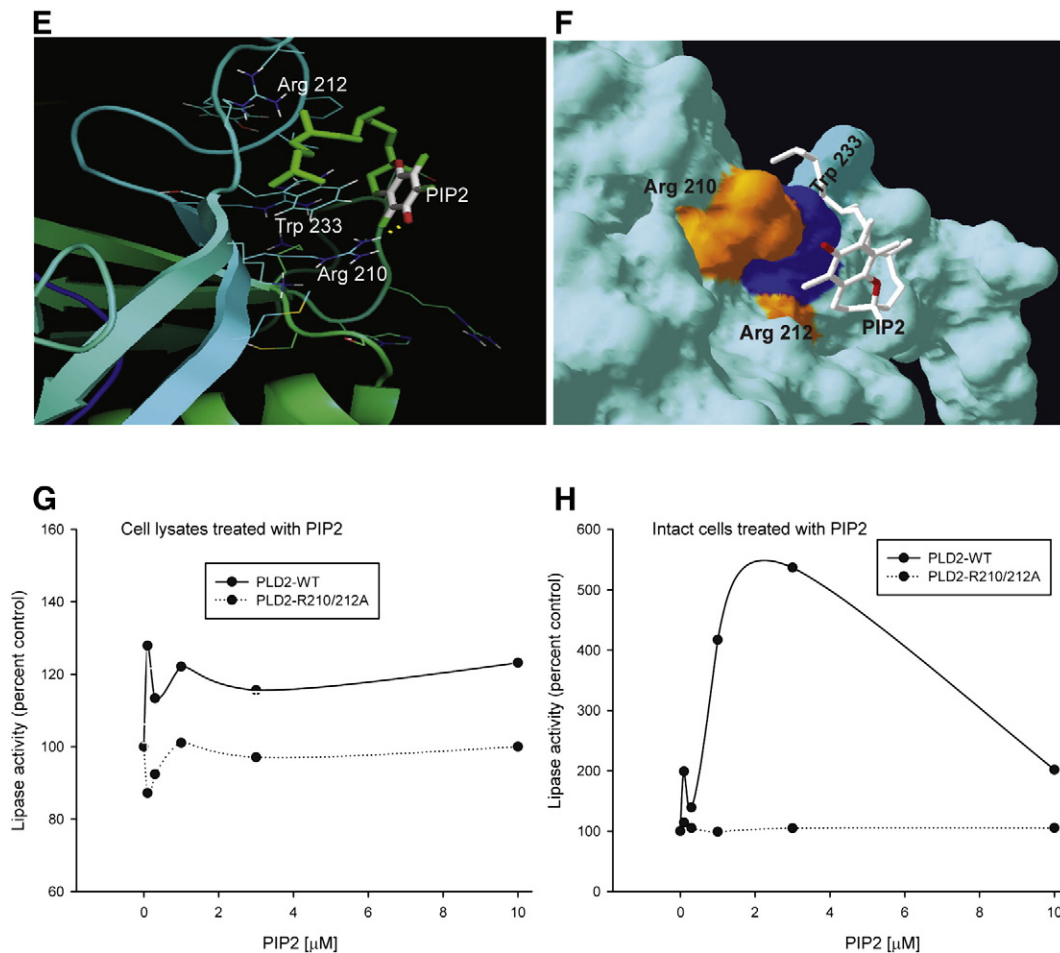 E
Arg 212
PIP2
Trp 233
Arg 210
F
Trp 233
Arg 210
Arg 212
PIP2
G
Cell lysates treated with PIP2
PLD2-WT
PLD2-R210/212A
Lipase activity (percent control)
160
140
120
100
80
60
0 2 4 6 8 10
PIP2 [µM]
H
Intact cells treated with PIP2
PLD2-WT
PLD2-R210/212A
Lipase activity (percent control)
600
500
400
300
200
100
0
0 2 4 6 8 10
PIP2 [µM]